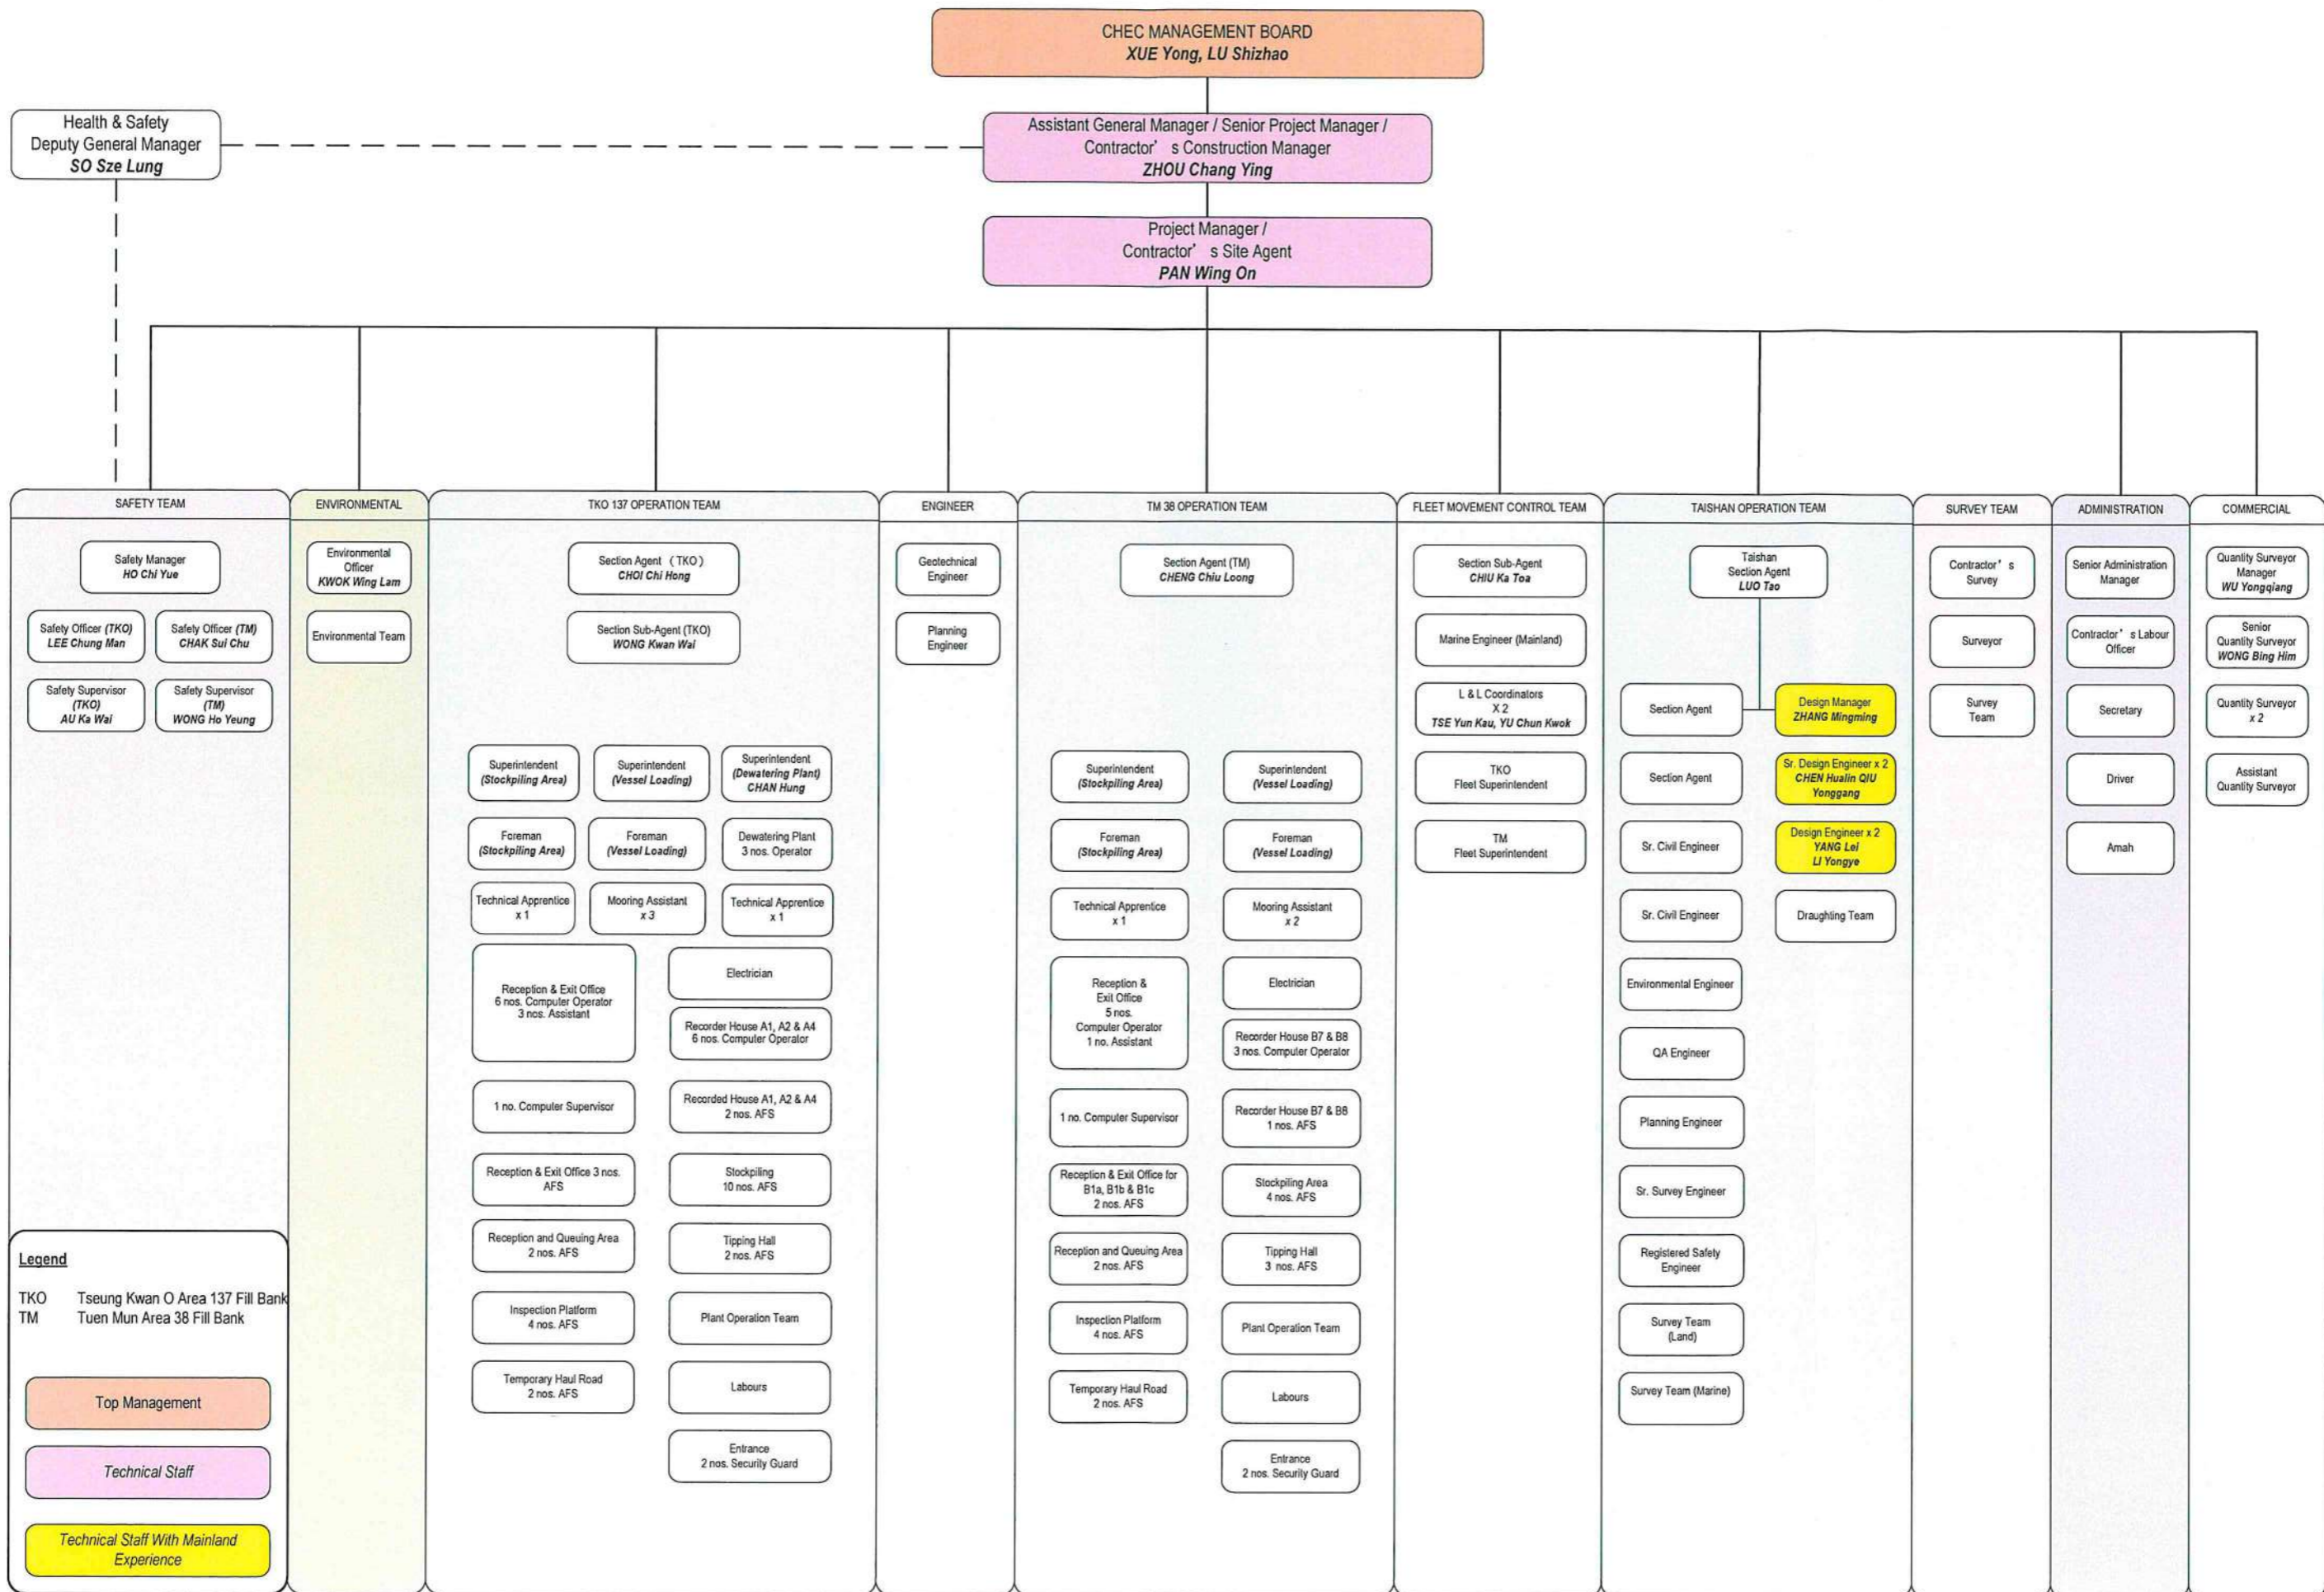 CHEC MANAGEMENT BOARD
XUE Yong, LU Shizhao
Health & Safety
Deputy General Manager
SO Sze Lung
Assistant General Manager / Senior Project Manager /
Contractor' s Construction Manager
ZHOU Chang Ying
Project Manager /
Contractor' s Site Agent
PAN Wing On
SAFETY TEAM
Safety Manager
HO Chi Yue
Safety Officer (TKO)
LEE Chung Man
Safety Officer (TM)
CHAK Sui Chu
Safety Supervisor
(TKO)
AU Ka Wai
Safety Supervisor
(TM)
WONG Ho Yeung
Legend
TKO Tseung Kwan O Area 137 Fill Bank
TM Tuen Mun Area 38 Fill Bank
Top Management
Technical Staff
Technical Staff With Mainland
Experience
ENVIRONMENTAL
Environmental
Officer
KWOK Wing Lam
Environmental Team
TKO 137 OPERATION TEAM
Section Agent （TKO）
CHOI Chi Hong
Section Sub-Agent (TKO)
WONG Kwan Wai
Superintendent
(Stockpiling Area)
Superintendent
(Vessel Loading)
Superintendent
(Dewatering Plant)
CHAN Hung
Foreman
(Stockpiling Area)
Foreman
(Vessel Loading)
Dewatering Plant
3 nos. Operator
Technical Apprentice
x 1
Mooring Assistant
x 3
Technical Apprentice
x 1
Reception & Exit Office
6 nos. Computer Operator
3 nos. Assistant
Electrician
Recorder House A1, A2 & A4
6 nos. Computer Operator
1 no. Computer Supervisor
Recorded House A1, A2 & A4
2 nos. AFS
Reception & Exit Office 3 nos.
AFS
Stockpiling
10 nos. AFS
Reception and Queuing Area
2 nos. AFS
Tipping Hall
2 nos. AFS
Inspection Platform
4 nos. AFS
Plant Operation Team
Temporary Haul Road
2 nos. AFS
Labours
Entrance
2 nos. Security Guard
ENGINEER
Geotechnical
Engineer
Planning
Engineer
TM 38 OPERATION TEAM
Section Agent (TM)
CHENG Chiu Loong
Superintendent
(Stockpiling Area)
Superintendent
(Vessel Loading)
Foreman
(Stockpiling Area)
Foreman
(Vessel Loading)
Technical Apprentice
x 1
Mooring Assistant
x 2
Reception &
Exit Office
5 nos.
Computer Operator
1 no. Assistant
Electrician
Recorder House B7 & B8
3 nos. Computer Operator
1 no. Computer Supervisor
Recorder House B7 & B8
1 nos. AFS
Reception & Exit Office for
B1a, B1b & B1c
2 nos. AFS
Stockpiling Area
4 nos. AFS
Reception and Queuing Area
2 nos. AFS
Tipping Hall
3 nos. AFS
Inspection Platform
4 nos. AFS
Plant Operation Team
Temporary Haul Road
2 nos. AFS
Labours
Entrance
2 nos. Security Guard
FLEET MOVEMENT CONTROL TEAM
Section Sub-Agent
CHIU Ka Toa
Marine Engineer (Mainland)
L & L Coordinators
X 2
TSE Yun Kau, YU Chun Kwok
TKO
Fleet Superintendent
TM
Fleet Superintendent
TAISHAN OPERATION TEAM
Taishan
Section Agent
LUO Tao
Section Agent
Design Manager
ZHANG Mingming
Section Agent
Sr. Design Engineer x 2
CHEN Hualin QIU
Yonggang
Sr. Civil Engineer
Design Engineer x 2
YANG Lei
LI Yongye
Sr. Civil Engineer
Draughting Team
Environmental Engineer
QA Engineer
Planning Engineer
Sr. Survey Engineer
Registered Safety
Engineer
Survey Team
(Land)
Survey Team (Marine)
SURVEY TEAM
Contractor' s
Survey
Surveyor
Survey
Team
ADMINISTRATION
Senior Administration
Manager
Contractor' s Labour
Officer
Secretary
Driver
Amah
COMMERCIAL
Quantity Surveyor
Manager
WU Yongqiang
Senior
Quantity Surveyor
WONG Bing Him
Quantity Surveyor
x 2
Assistant
Quantity Surveyor